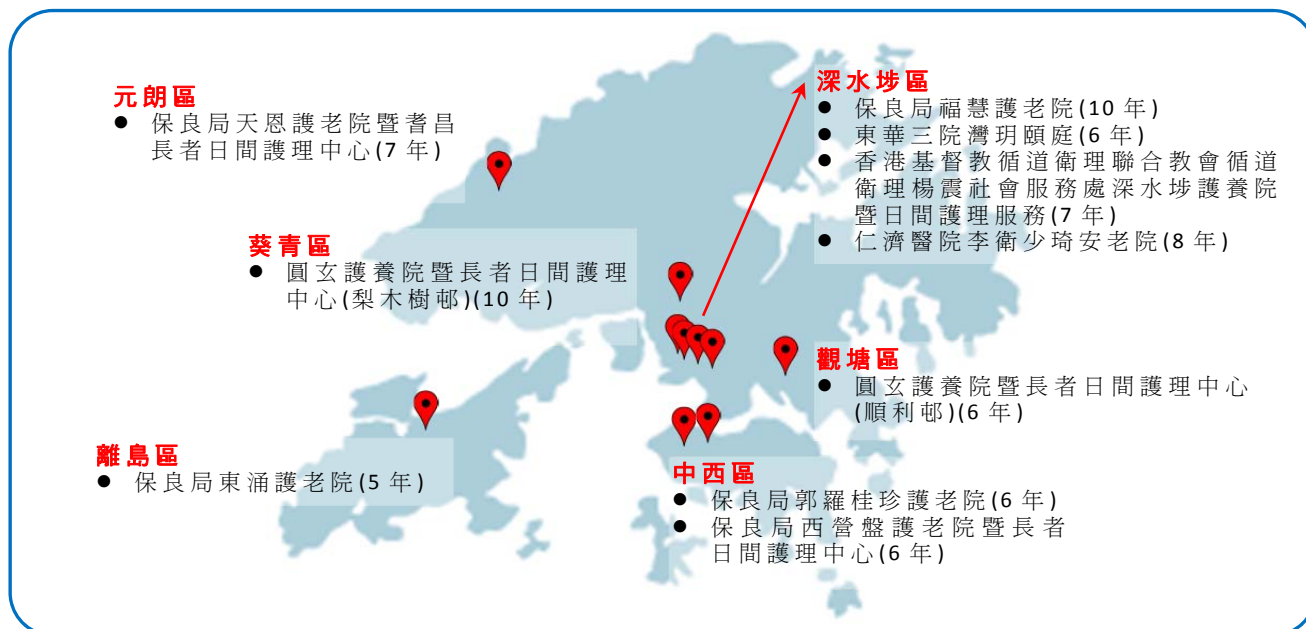 元朗區
● 保良局天恩護老院暨耆昌
長者日間護理中心(7 年)
葵青區
● 圓玄護養院暨長者日間護理
中心(梨木樹邨)(10 年)
離島區
● 保良局東涌護老院(5 年)
深水埗區
● 保良局福慧護老院(10 年)
● 東華三院灣玥頤庭(6 年)
● 香港基督教循道衛理聯合教會循道
衛理楊震社會服務處深水埗護養院
暨日間護理服務(7 年)
● 仁濟醫院李衛少琦安老院(8 年)
觀塘區
● 圓玄護養院暨長者日間護理中心
(順利邨)(6 年)
中西區
● 保良局郭羅桂珍護老院(6 年)
● 保良局西營盤護老院暨長者
日間護理中心(6 年)